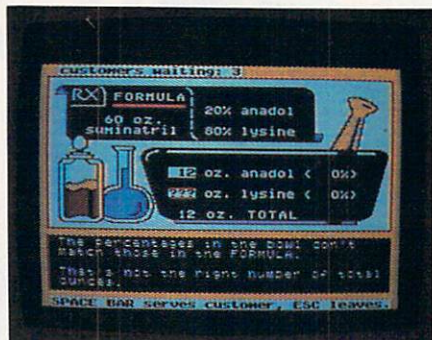 customers waiting: 3
RX FORMULA
60 oz.
suminatril
20% anadol
80% lysine
12 oz. anadol ( 0%)
??? oz. lysine ( 0%)
12 oz. TOTAL
The percentages in the bowl don't
match those in the FORMULA.
That's not the right number of total
ounces.
SPACE BAR serves customer, ESC leaves.